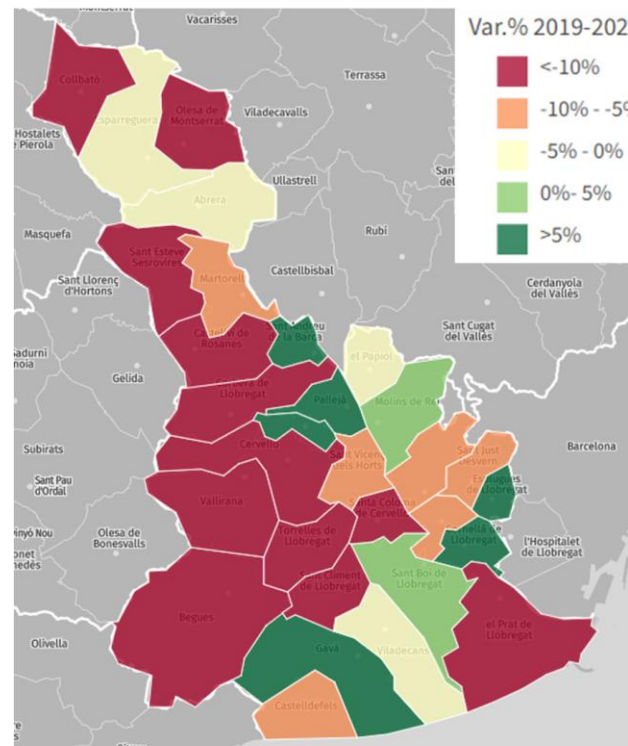 Vacarisses
Var.% 2019-202
<-10%
-10% - -5%
-5% - 0%
0%- 5%
>5%
Terrassa
Collbató
Olesa de
Montserrat
Viladecavalls
sparreguera
Hostalets
e Pierola
Ullastrell
Abrera
Masquefa
Rubí
Sant Esteve
Sesrovires
Castellbisbal
Martorell
Sant Llorenç
d'Hortons
Cerdanyola
del Vallès
Sant Cugat
del Vallès
Sant Andreu
de la Barca
Rosanes
el Papiol
Gelida
Corbera de
Llobregat
Pallejà
Molins de Re
Subirats
Cervelló
Sant Vicenç
dels Horts
Sant Just
Desvern
Barcelona
Sant Pau
d'Ordal
Vallirana
Santa Coloma
de Cervelló
Esplugues
de Llobregat
Olesa de
Bonesvalls
Torrelles de
Llobregat
nellà de
Llobregat
l'Hospitalet
de Llobregat
Sant Climent
de Llobregat
Sant Boi de
Llobregat
Begues
el Prat de
Llobregat
Olivella
Gavà
Viladecans
Castelldefels